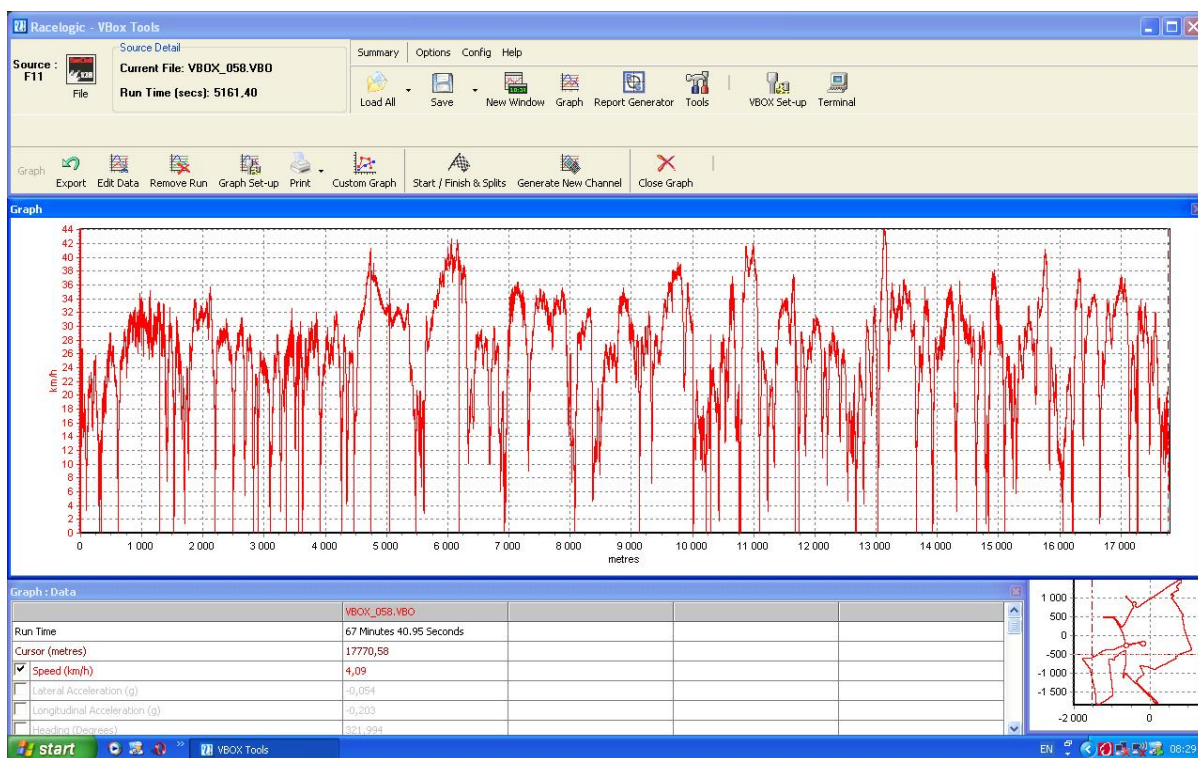 Racelogic - VBox Tools
Source : F11
File
Source Detail
Current File: VBOX_058.VBO
Run Time (secs): 5161,40
Summary Options Config Help
Load All Save New Window Graph Report Generator Tools VBOX Set-up Terminal
Graph Export Edit Data Remove Run Graph Set-up Print Custom Graph Start / Finish & Splits Generate New Channel Close Graph
Graph
44
42
40
38
36
34
32
30
28
26
24
22
20
18
16
14
12
10
8
6
4
2
0
km/h
0 1 000 2 000 3 000 4 000 5 000 6 000 7 000 8 000 9 000 10 000 11 000 12 000 13 000 14 000 15 000 16 000 17 000
metres
Graph : Data
VBOX_058.VBO
Run Time 67 Minutes 40.95 Seconds
Cursor (metres) 17770,58
Speed (km/h) 4,09
Lateral Acceleration (g) -0,054
Longitudinal Acceleration (g) -0,203
Heading (Degrees) 321,994
1 000
500
0
-500
-1 000
-1 500
-2 000 0
start VBOX Tools EN 08:29